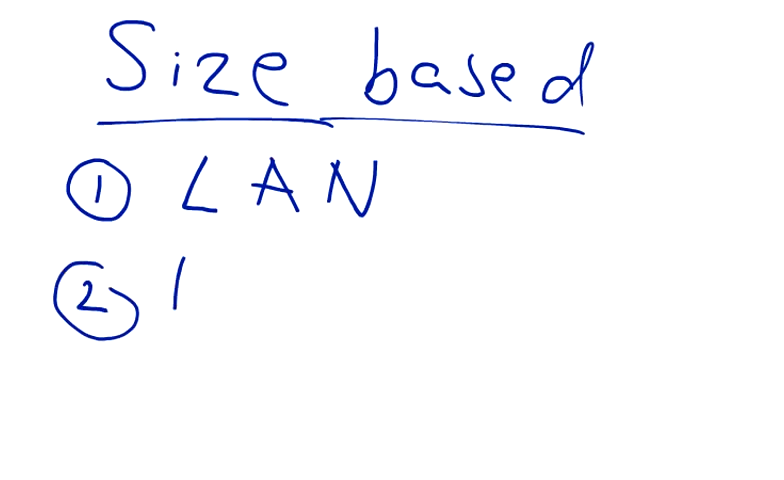 Size based
① LAN
②